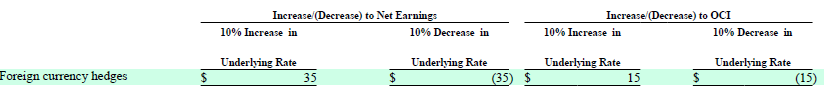 Increase/(Decrease) to Net Earnings Increase/(Decrease) to OCI
10% Increase in 10% Decrease in 10% Increase in 10% Decrease in
Underlying Rate Underlying Rate Underlying Rate Underlying Rate
Foreign currency hedges $ 35 $ (35) $ 15 $ (15)